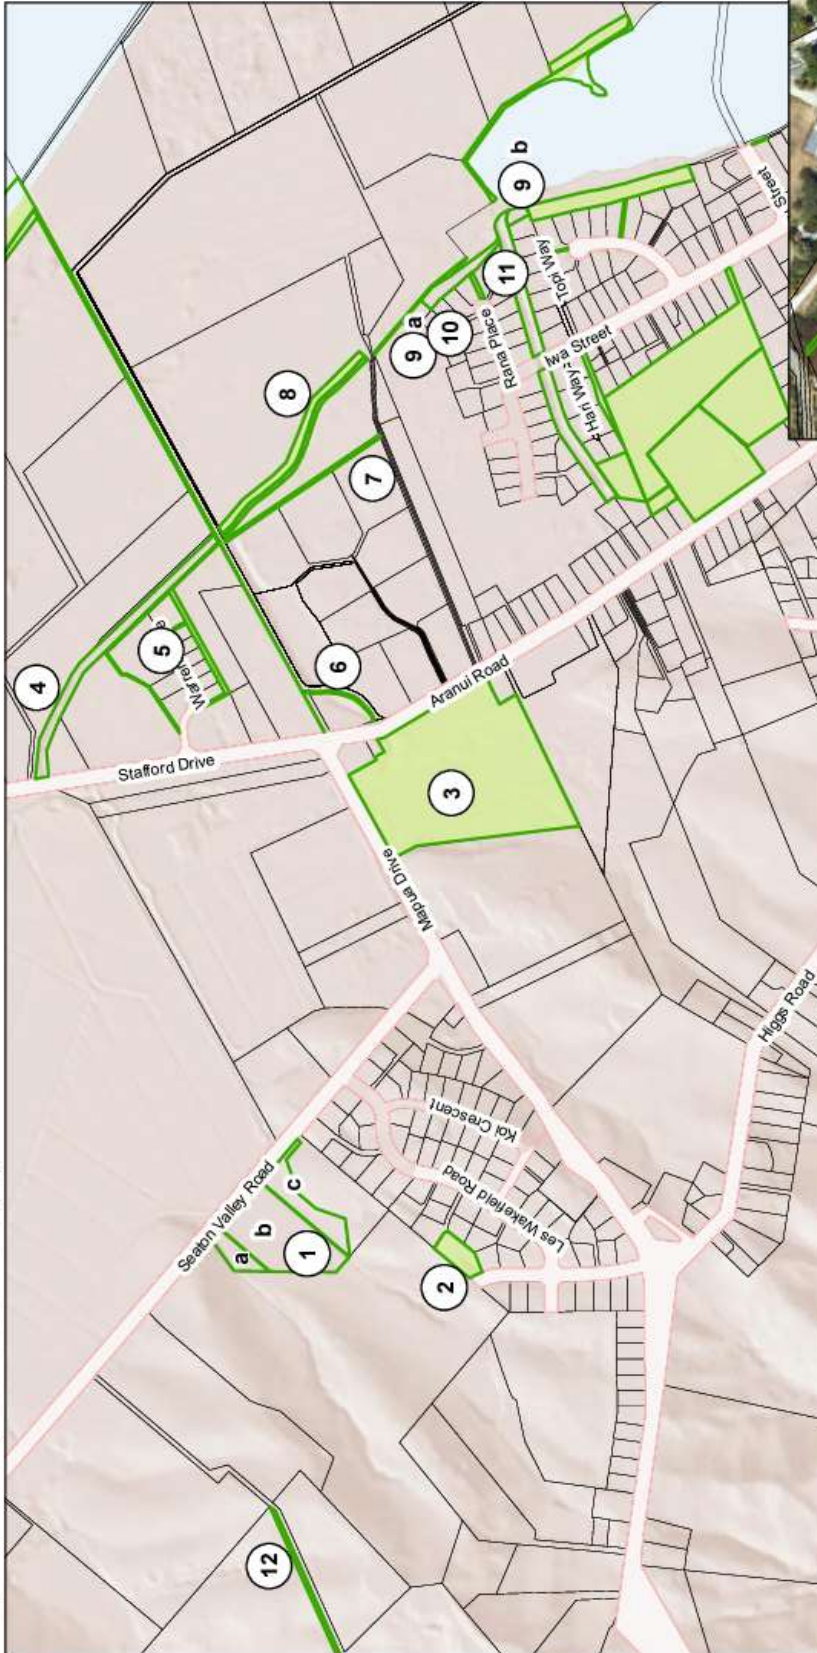 4
Stafford Drive
5
Warren
8
6
7
9
a
10
9
b
11
Rana Place
Topi Way
Iwa Street
Hari Way
Street
Aranui Road
3
Mapua Drive
Seaton Valley Road
a
b
c
1
2
Koi Crescent
Les Wakefield Road
Higgs Road
12